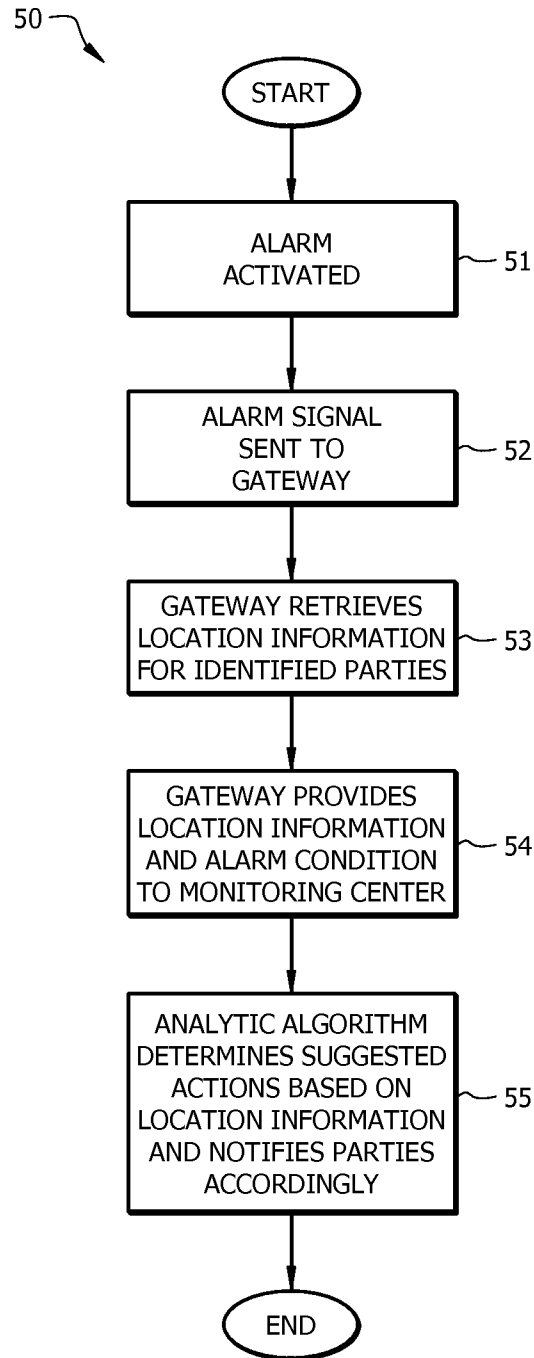 50
START
ALARM
ACTIVATED
51
ALARM SIGNAL
SENT TO
GATEWAY
52
GATEWAY RETRIEVES
LOCATION INFORMATION
FOR IDENTIFIED PARTIES
53
GATEWAY PROVIDES
LOCATION INFORMATION
AND ALARM CONDITION
TO MONITORING CENTER
54
ANALYTIC ALGORITHM
DETERMINES SUGGESTED
ACTIONS BASED ON
LOCATION INFORMATION
AND NOTIFIES PARTIES
ACCORDINGLY
55
END